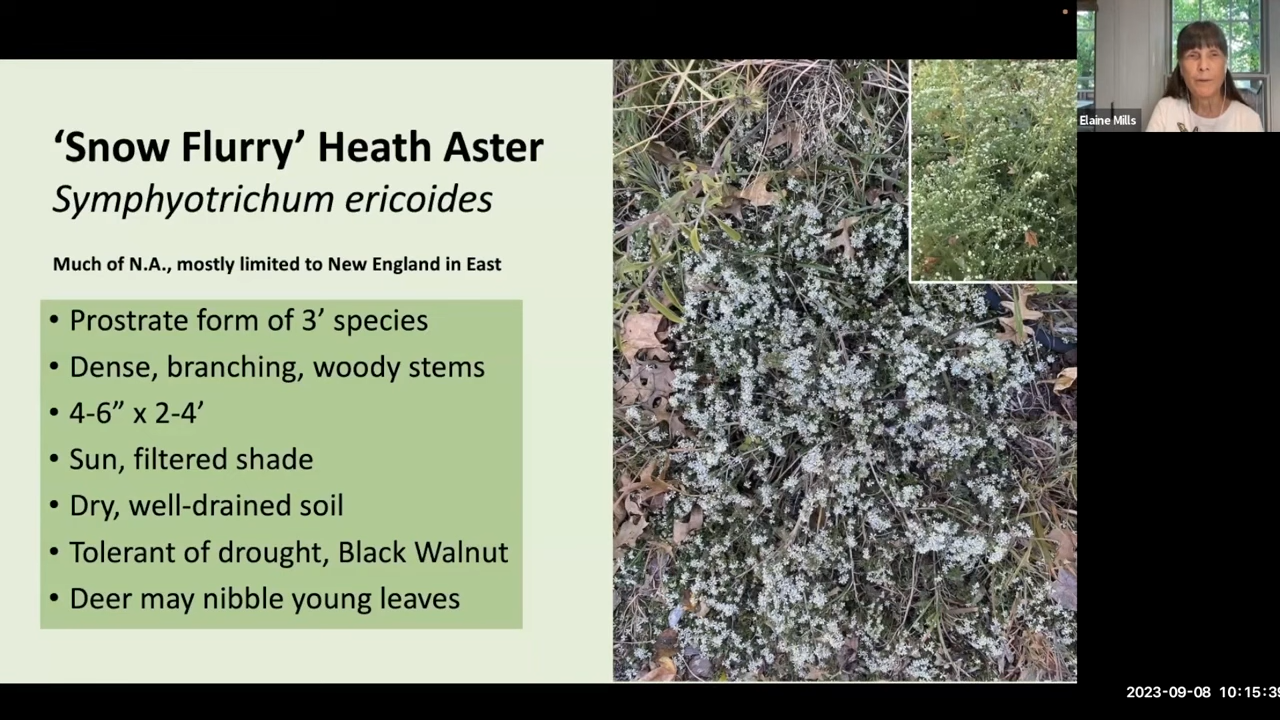 ‘Snow Flurry’ Heath Aster
Symphyotrichum ericoides
Much of N.A., mostly limited to New England in East
• Prostrate form of 3’ species
• Dense, branching, woody stems
• 4-6” x 2-4’
• Sun, filtered shade
• Dry, well-drained soil
• Tolerant of drought, Black Walnut
• Deer may nibble young leaves
Elaine Mills
2023-09-08 10:15:39